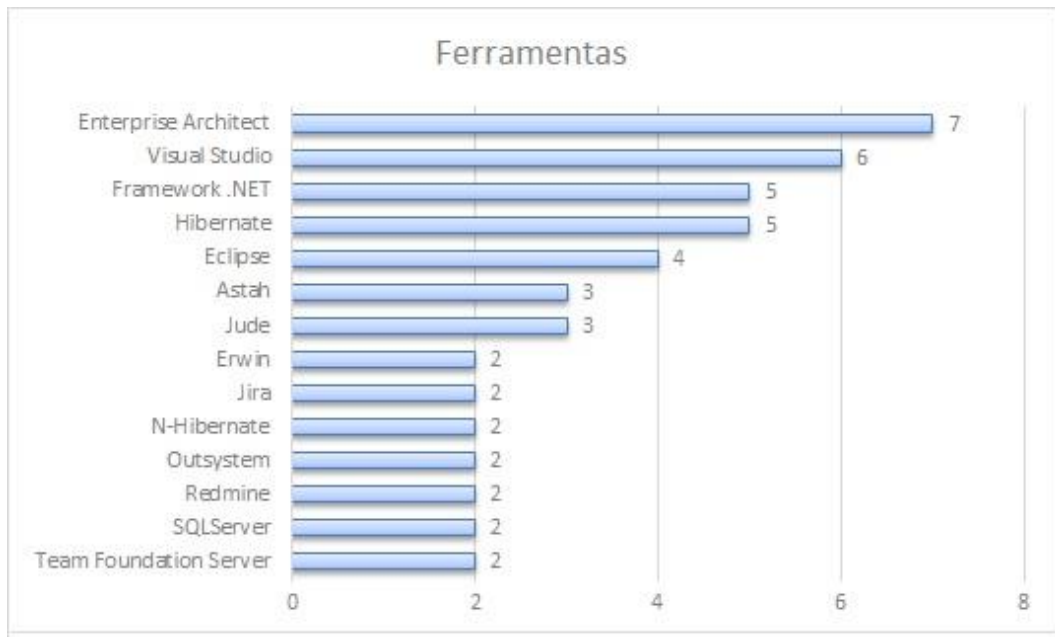 Ferramentas
Enterprise Architect 7
Visual Studio 6
Framework .NET 5
Hibernate 5
Eclipse 4
Astah 3
Jude 3
Erwin 2
Jira 2
N-Hibernate 2
Outsystem 2
Redmine 2
SQLServer 2
Team Foundation Server 2
0 2 4 6 8